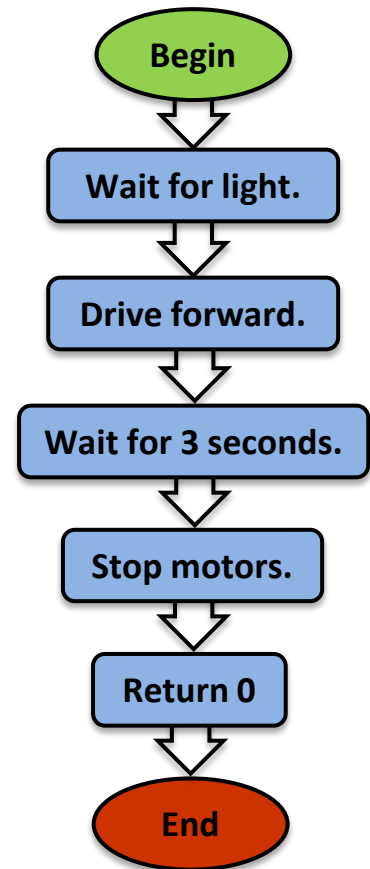 Begin
Wait for light.
Drive forward.
Wait for 3 seconds.
Stop motors.
Return 0
End